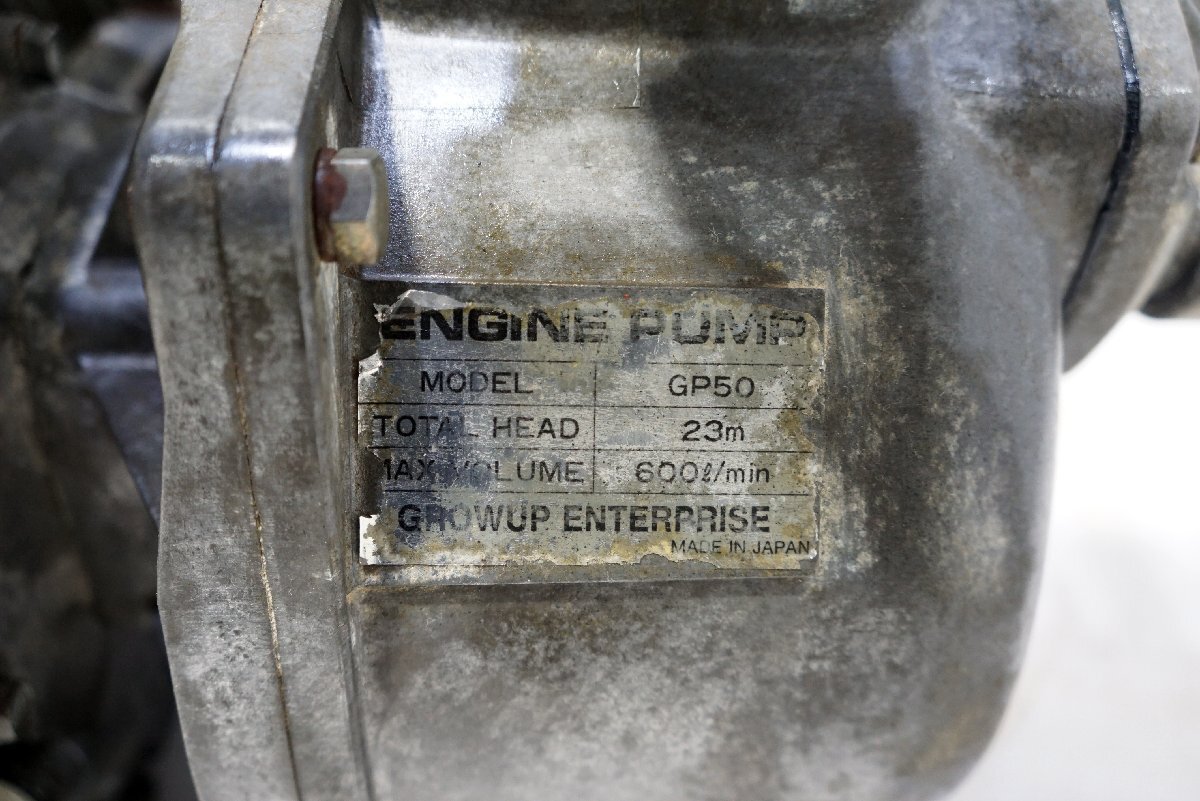 ENGINE PUMP
MODEL GP50
TOTAL HEAD 23m
MAX VOLUME 600ℓ/min
GROWUP ENTERPRISE
MADE IN JAPAN